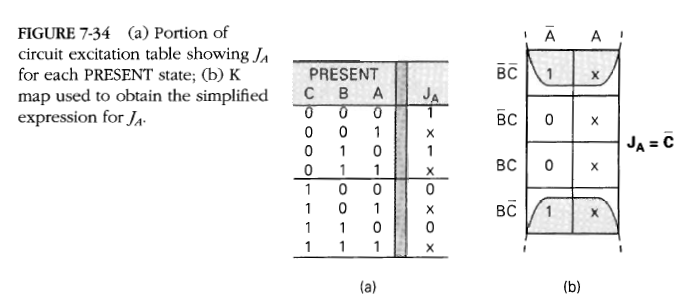 FIGURE 7-34 (a) Portion of
circuit excitation table showing J_A
for each PRESENT state; (b) K
map used to obtain the simplified
expression for J_A.
PRESENT
C B A J_A
0 0 0 1
0 0 1 x
0 1 0 1
0 1 1 x
1 0 0 0
1 0 1 x
1 1 0 0
1 1 1 x
(a)
A̅ A
B̅C̅ 1 x
B̅C 0 x
BC 0 x
BC̅ 1 x
J_A = C̅
(b)